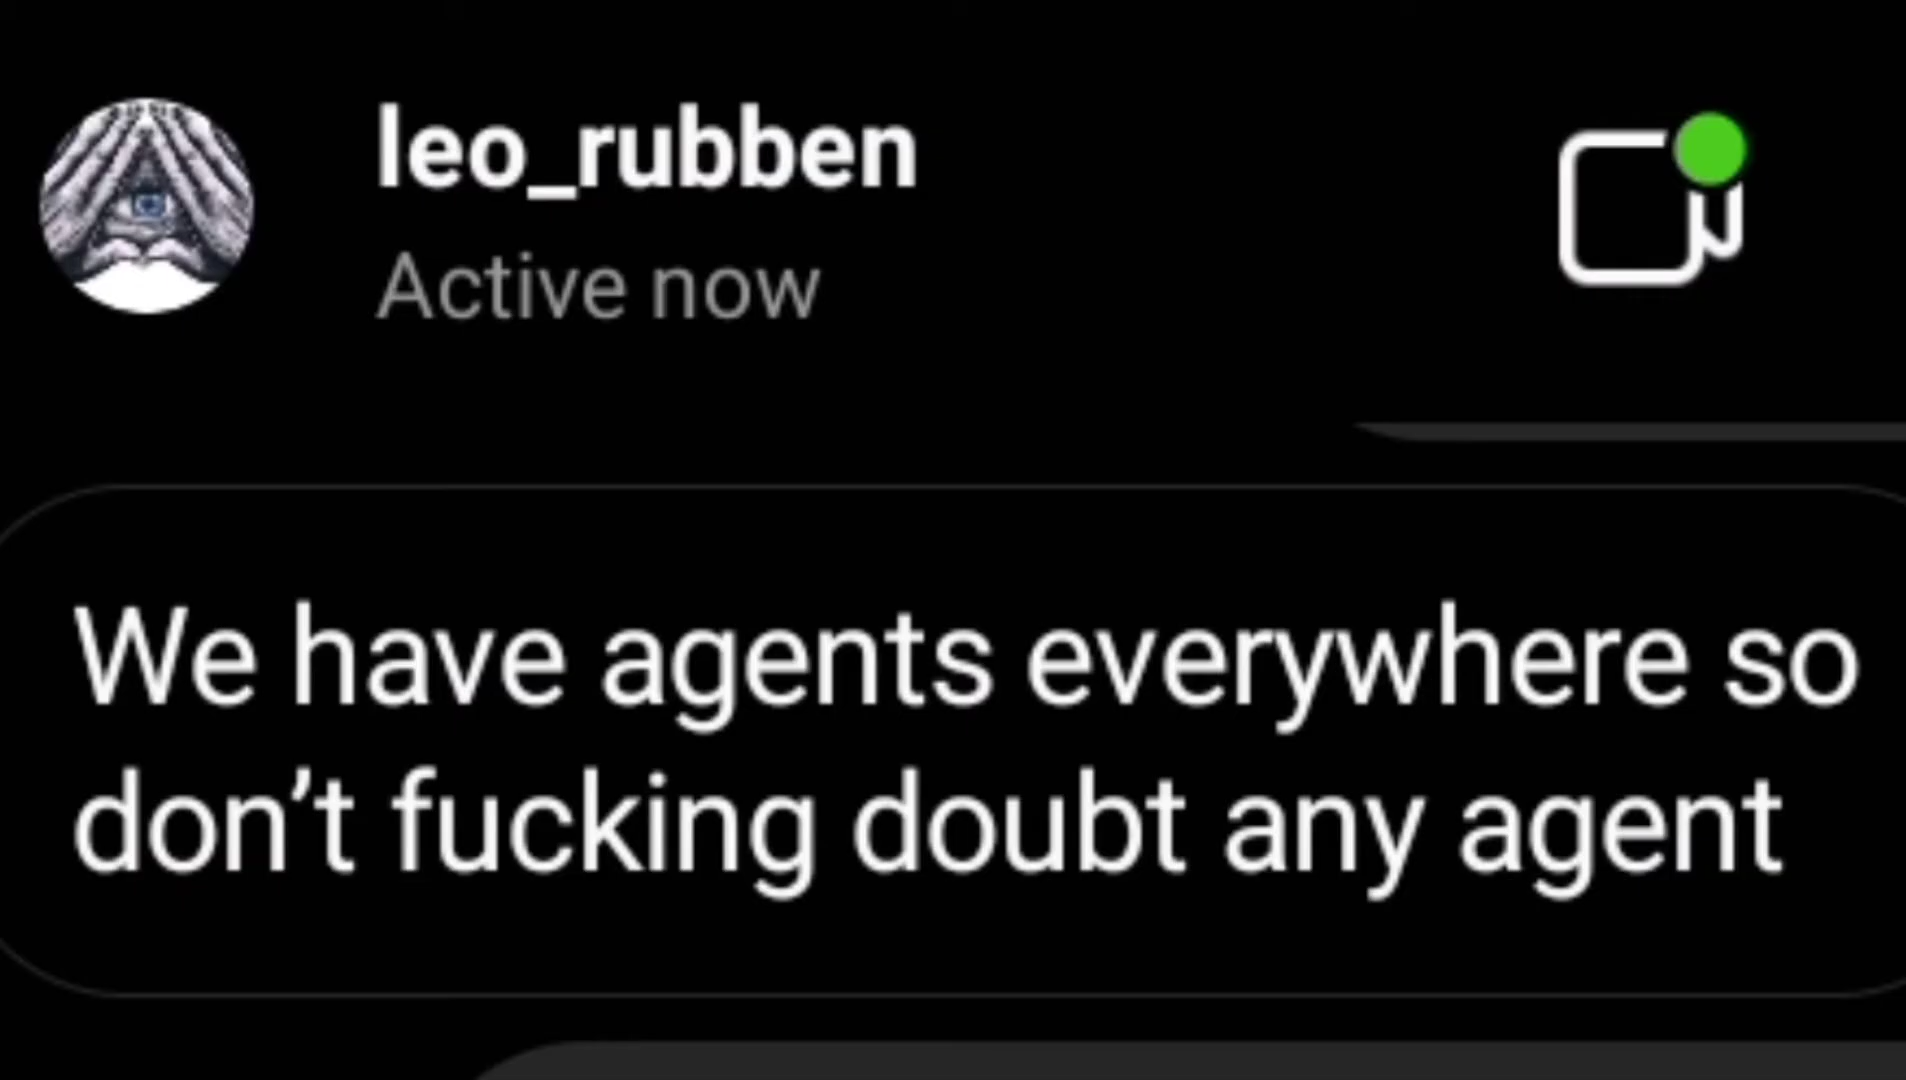 leo_rubben
Active now
We have agents everywhere so
don’t fucking doubt any agent